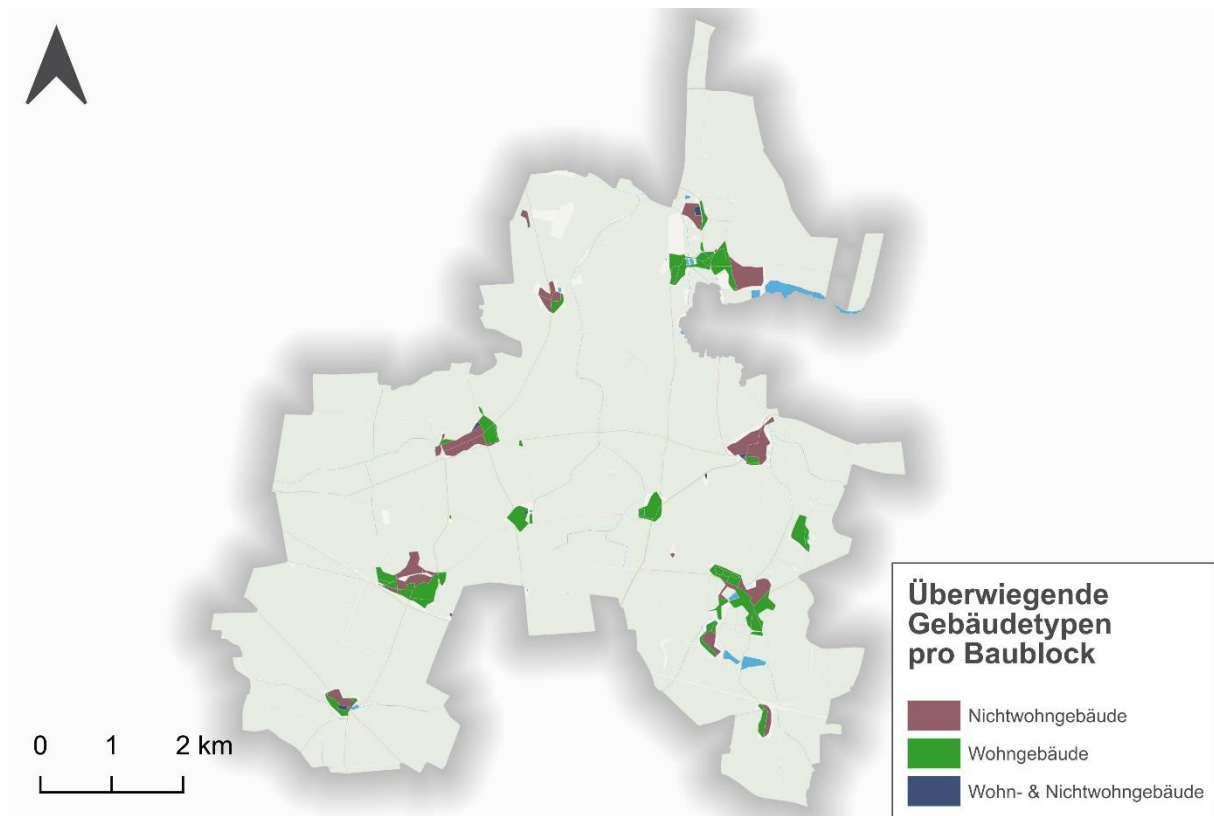 Überwiegende
Gebäudetypen
pro Baublock
Nichtwohngebäude
Wohngebäude
Wohn- & Nichtwohngebäude
0 1 2 km